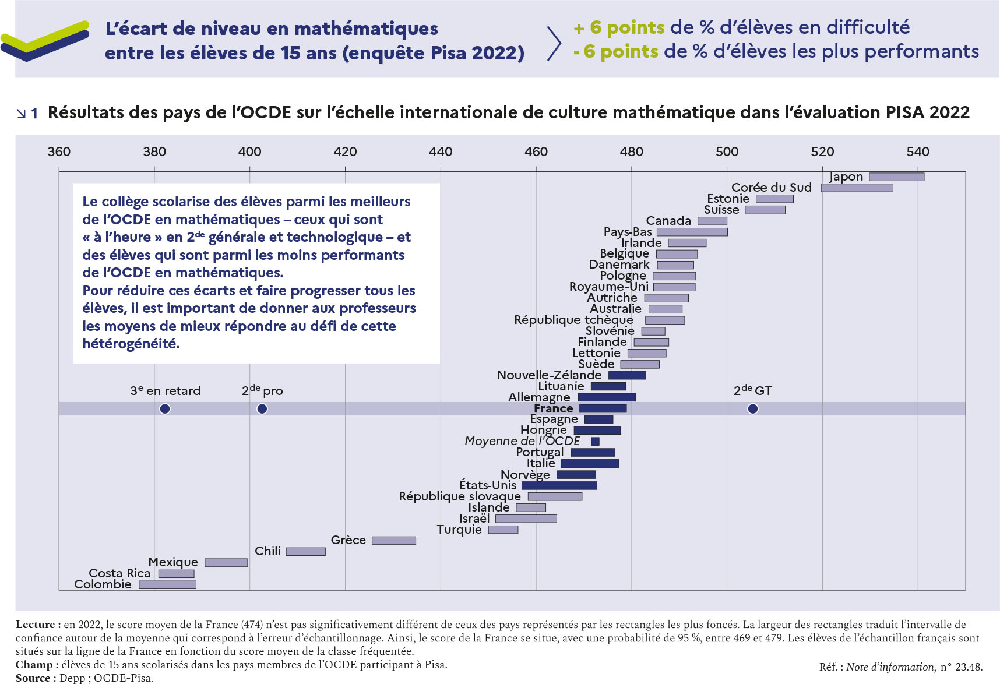 L’écart de niveau en mathématiques
entre les élèves de 15 ans (enquête Pisa 2022)
+ 6 points de % d’élèves en difficulté
- 6 points de % d’élèves les plus performants
↘ 1 Résultats des pays de l’OCDE sur l’échelle internationale de culture mathématique dans l’évaluation PISA 2022
360 380 400 420 440 460 480 500 520 540
Le collège scolarise des élèves parmi les meilleurs
de l’OCDE en mathématiques – ceux qui sont
« à l’heure » en 2de générale et technologique – et
des élèves qui sont parmi les moins performants
de l’OCDE en mathématiques.
Pour réduire ces écarts et faire progresser tous les
élèves, il est important de donner aux professeurs
les moyens de mieux répondre au défi de cette
hétérogénéité.
Japon
Corée du Sud
Estonie
Suisse
Canada
Pays-Bas
Irlande
Belgique
Danemark
Pologne
Royaume-Uni
Autriche
Australie
République tchèque
Slovénie
Finlande
Lettonie
Suède
Nouvelle-Zélande
Lituanie
3e en retard 2de pro 2de GT
Allemagne
France
Espagne
Hongrie
Moyenne de l'OCDE
Portugal
Italie
Norvège
États-Unis
République slovaque
Islande
Israël
Turquie
Grèce
Chili
Mexique
Costa Rica
Colombie
Lecture : en 2022, le score moyen de la France (474) n’est pas significativement différent de ceux des pays représentés par les rectangles les plus foncés. La largeur des rectangles traduit l’intervalle de
confiance autour de la moyenne qui correspond à l’erreur d’échantillonnage. Ainsi, le score de la France se situe, avec une probabilité de 95 %, entre 469 et 479. Les élèves de l’échantillon français sont
situés sur la ligne de la France en fonction du score moyen de la classe fréquentée.
Champ : élèves de 15 ans scolarisés dans les pays membres de l’OCDE participant à Pisa.
Source : Depp ; OCDE-Pisa.
Réf. : Note d’information, n° 23.48.